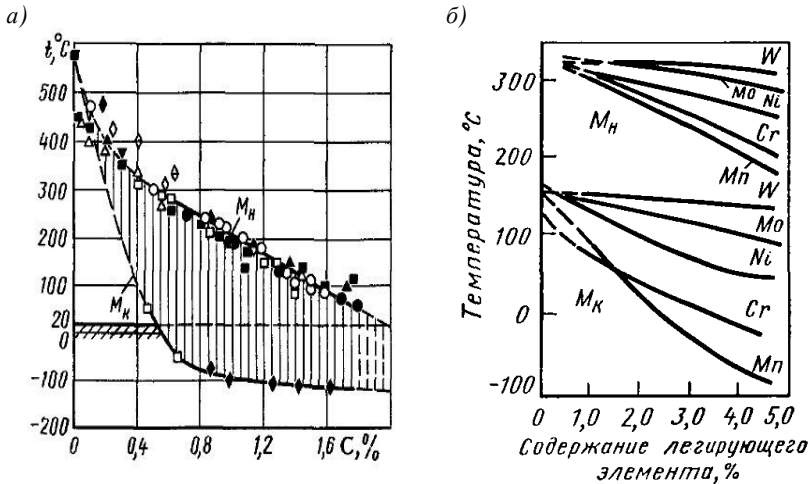 а)
t,°C
500
400
300
200
100
20
0
-100
-200
0
0,4
0,8
1,2
1,6
C,%
Mн
Mк
б)
Температура, °C
300
200
150
100
0
-100
0
1,0
2,0
3,0
4,0
5,0
W
Mo
Ni
Cr
Mn
Mн
W
Mo
Ni
Cr
Mn
Mк
Содержание легирующего
элемента, %